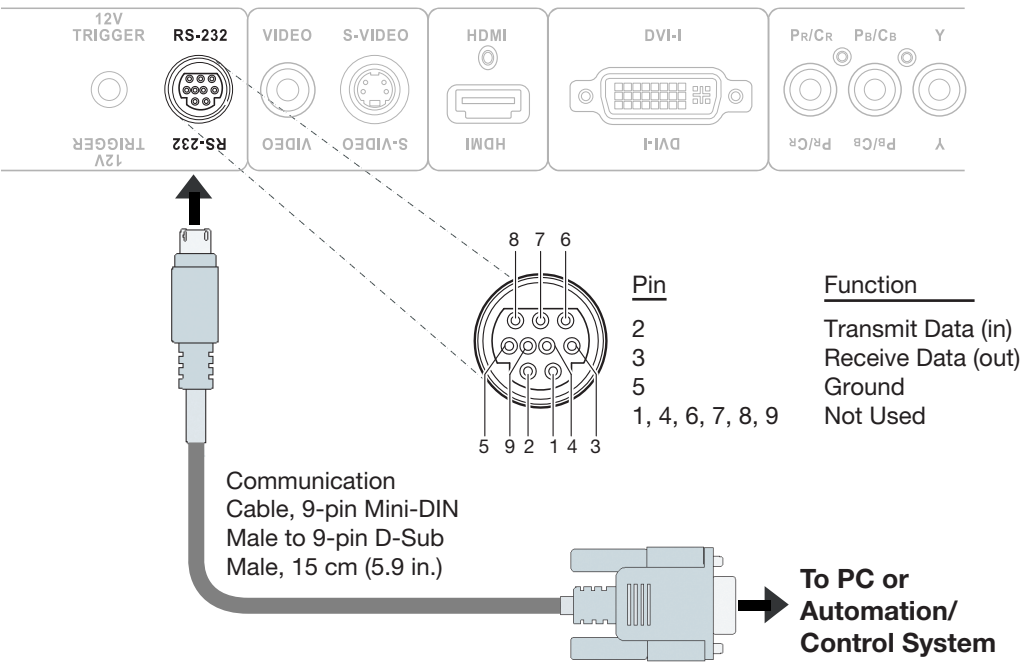 12V
TRIGGER
RS-232
VIDEO
S-VIDEO
HDMI
DVI-I
PR/CR
PB/CB
Y
12V
TRIGGER
RS-232
VIDEO
S-VIDEO
HDMI
DVI-I
PR/CR
PB/CB
Y
8 7 6
5 9 2 1 4 3
Pin Function
2 Transmit Data (in)
3 Receive Data (out)
5 Ground
1, 4, 6, 7, 8, 9 Not Used
Communication
Cable, 9-pin Mini-DIN
Male to 9-pin D-Sub
Male, 15 cm (5.9 in.)
To PC or
Automation/
Control System